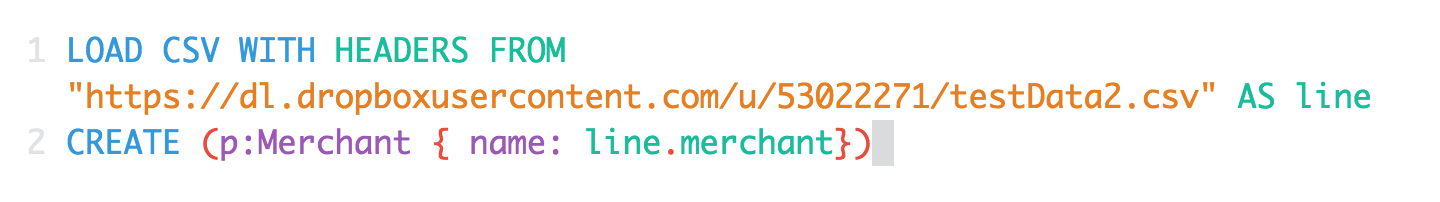 1 LOAD CSV WITH HEADERS FROM
"https://dl.dropboxusercontent.com/u/53022271/testData2.csv" AS line
2 CREATE (p:Merchant { name: line.merchant})